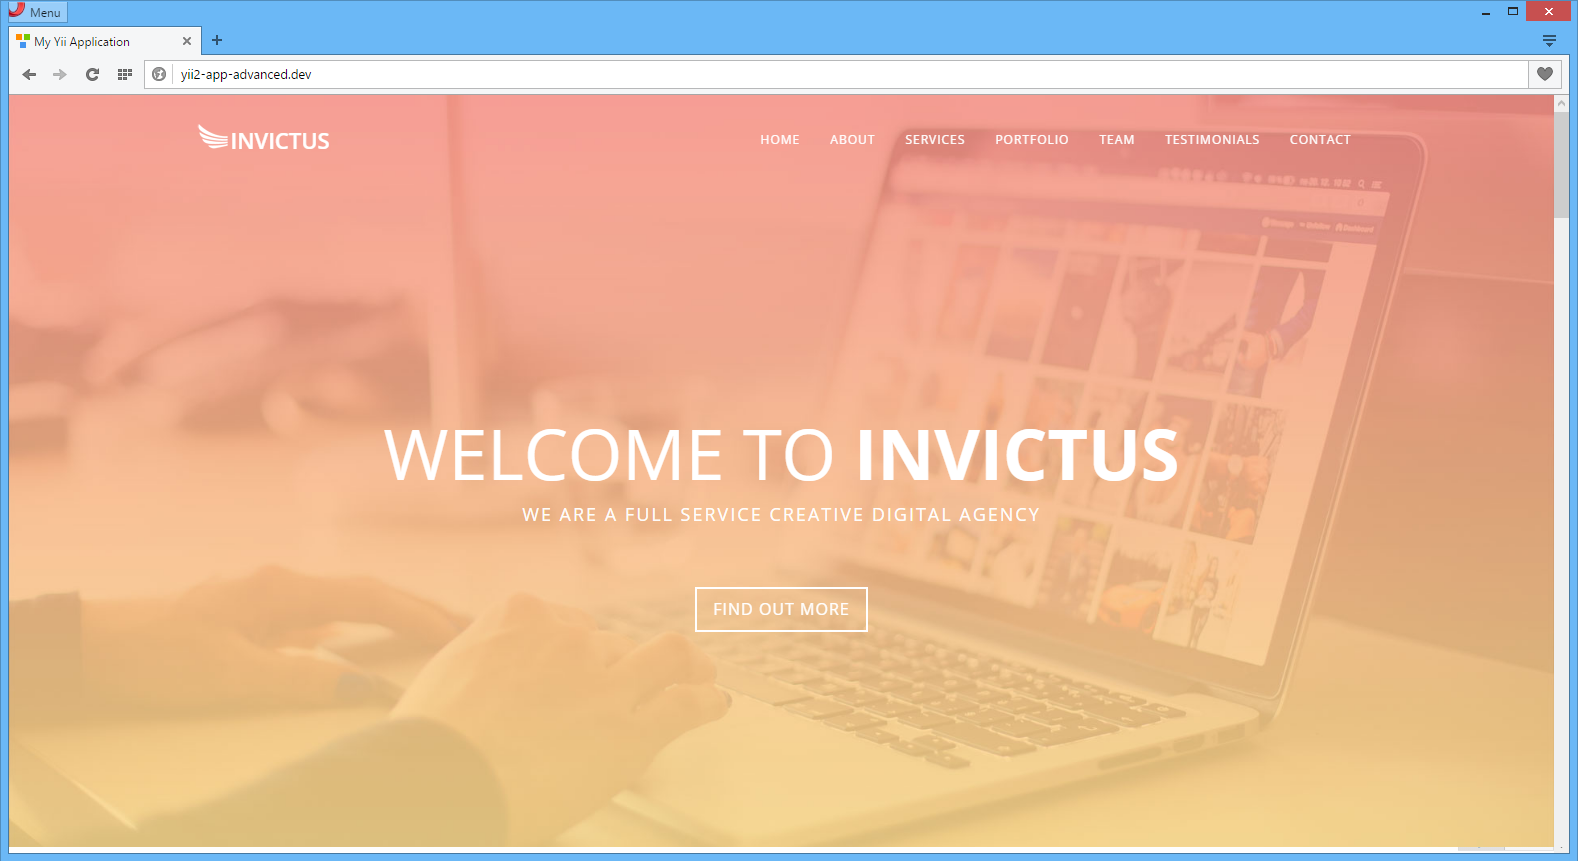 Menu
My Yii Application
yii2-app-advanced.dev
INVICTUS
HOME ABOUT SERVICES PORTFOLIO TEAM TESTIMONIALS CONTACT
WELCOME TO INVICTUS
WE ARE A FULL SERVICE CREATIVE DIGITAL AGENCY
FIND OUT MORE